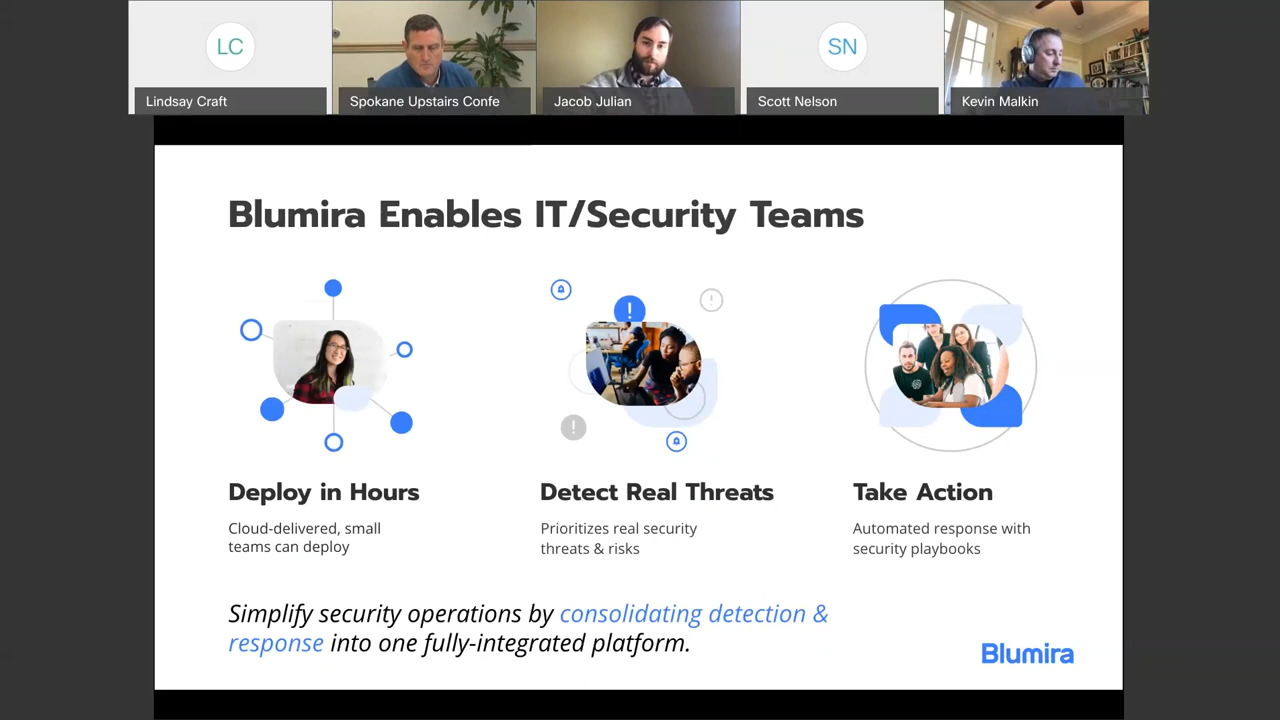 LC
SN
Lindsay Craft
Spokane Upstairs Confe
Jacob Julian
Scott Nelson
Kevin Malkin
Blumira Enables IT/Security Teams
!
!
!
Deploy in Hours
Cloud-delivered, small
teams can deploy
Detect Real Threats
Prioritizes real security
threats & risks
Take Action
Automated response with
security playbooks
Simplify security operations by consolidating detection &
response into one fully-integrated platform.
Blumira